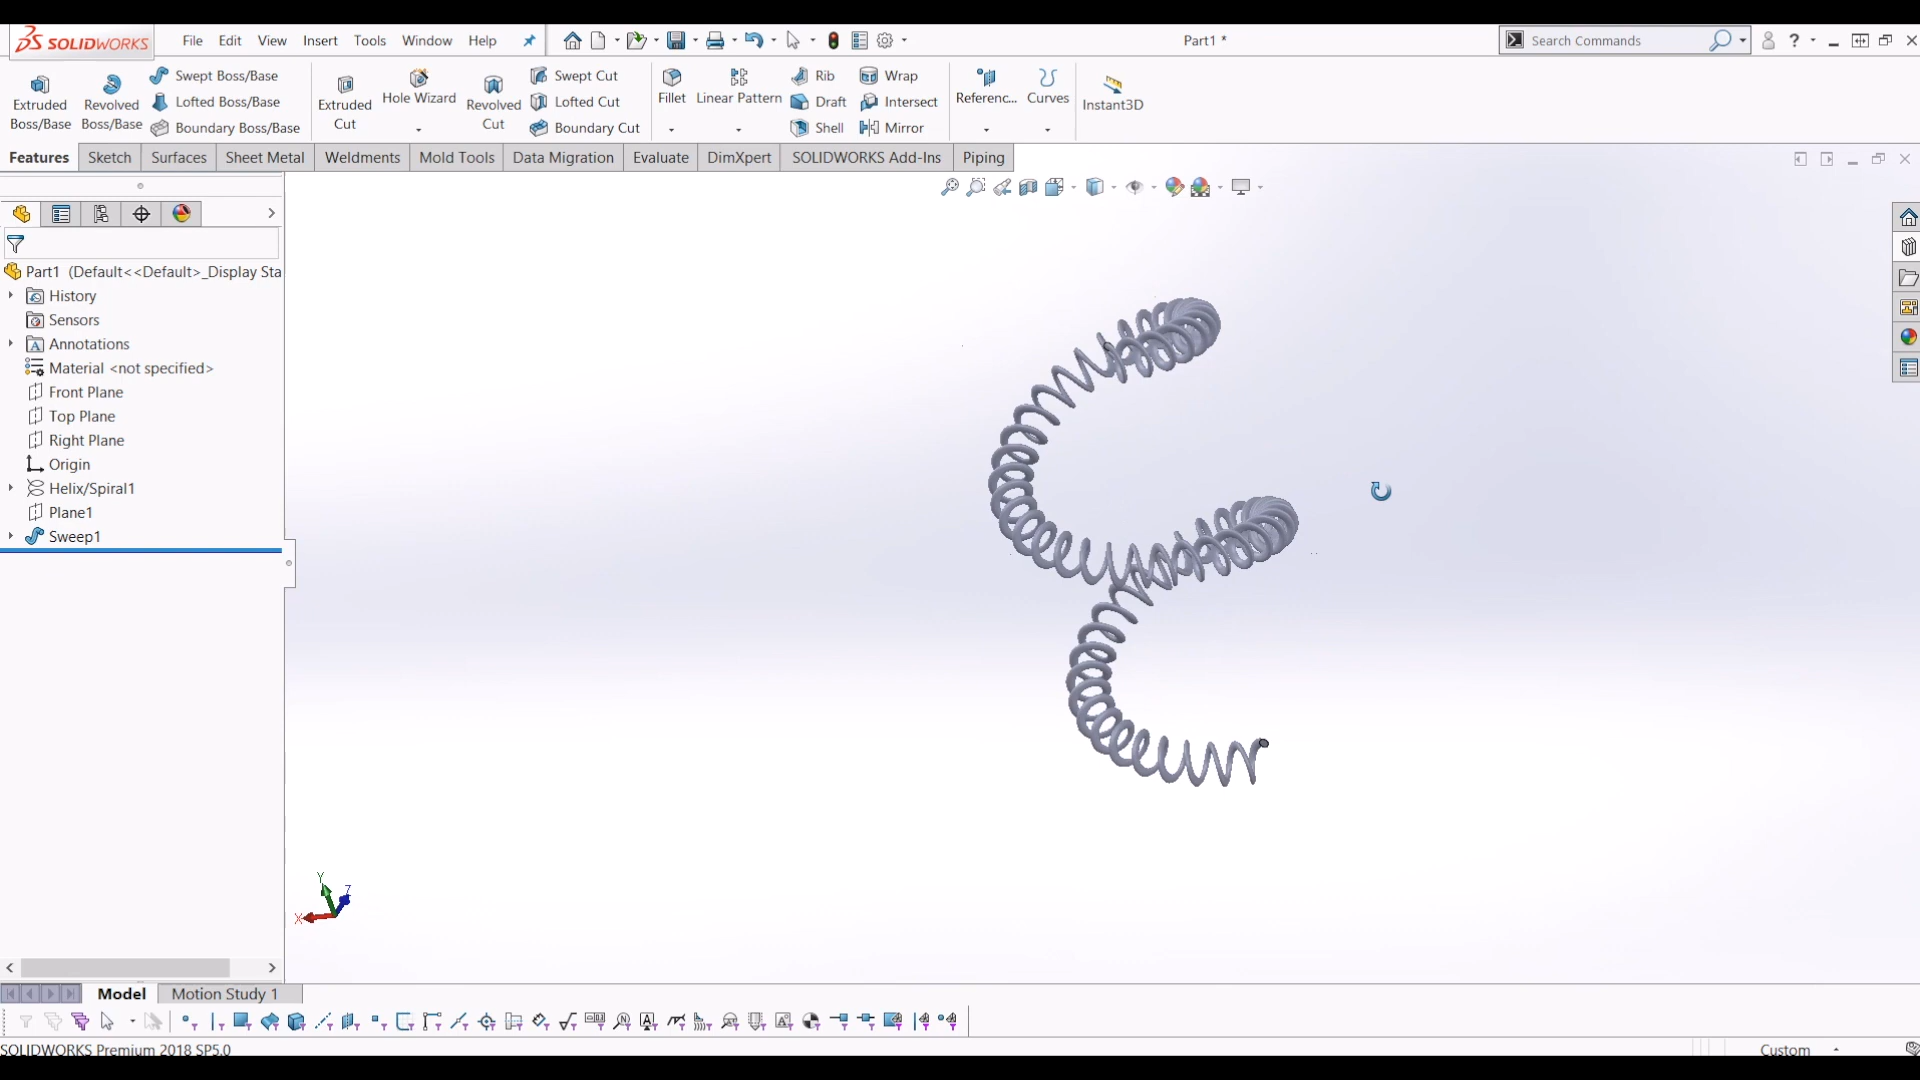 SOLIDWORKS File Edit View Insert Tools Window Help Part1 * Search Commands ?
Extruded Boss/Base
Revolved Boss/Base
Swept Boss/Base
Lofted Boss/Base
Boundary Boss/Base
Extruded Cut
Hole Wizard
Revolved Cut
Swept Cut
Lofted Cut
Boundary Cut
Fillet
Linear Pattern
Rib
Draft
Shell
Wrap
Intersect
Mirror
Referenc...
Curves
Instant3D
Features Sketch Surfaces Sheet Metal Weldments Mold Tools Data Migration Evaluate DimXpert SOLIDWORKS Add-Ins Piping
Part1 (Default<<Default>_Display Sta
History
Sensors
Annotations
Material <not specified>
Front Plane
Top Plane
Right Plane
Origin
Helix/Spiral1
Plane1
Sweep1
Y
Z
X
Model Motion Study 1
SOLIDWORKS Premium 2018 SP5.0 Custom